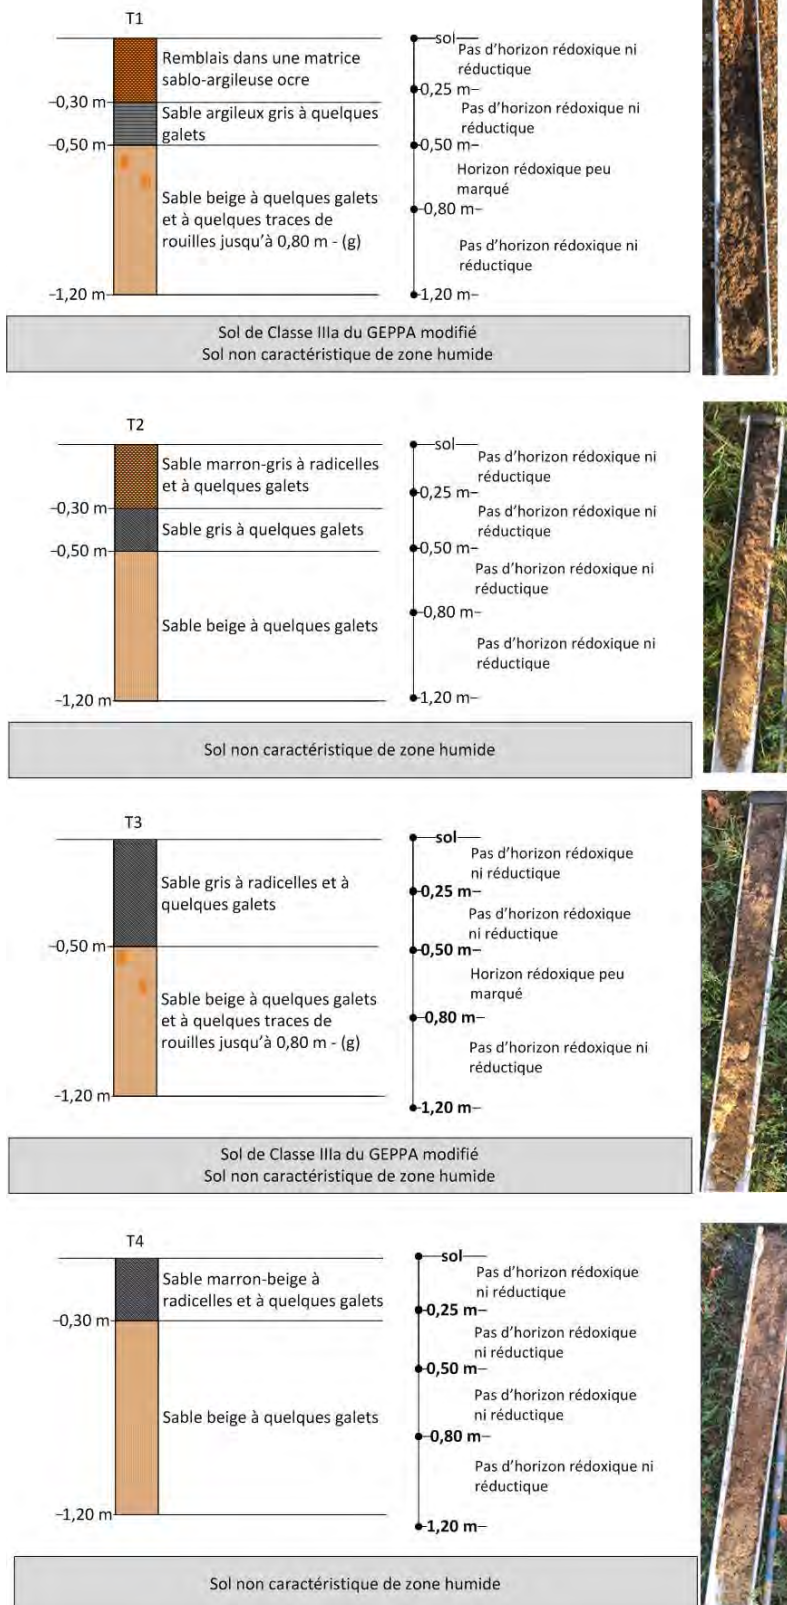 T1
sol
Remblais dans une matrice
sablo-argileuse ocre
Pas d'horizon rédoxique ni
réductique
0,25 m
-0,30 m
Sable argileux gris à quelques
galets
Pas d'horizon rédoxique ni
réductique
-0,50 m
0,50 m
Sable beige à quelques galets
et à quelques traces de
rouilles jusqu'à 0,80 m - (g)
Horizon rédoxique peu
marqué
0,80 m
Pas d'horizon rédoxique ni
réductique
-1,20 m
1,20 m
Sol de Classe IIIa du GEPPA modifié
Sol non caractéristique de zone humide
T2
sol
Sable marron-gris à radicelles
et à quelques galets
Pas d'horizon rédoxique ni
réductique
0,25 m
-0,30 m
Sable gris à quelques galets
Pas d'horizon rédoxique ni
réductique
-0,50 m
0,50 m
Sable beige à quelques galets
Pas d'horizon rédoxique ni
réductique
0,80 m
Pas d'horizon rédoxique ni
réductique
-1,20 m
1,20 m
Sol non caractéristique de zone humide
T3
sol
Sable gris à radicelles et à
quelques galets
Pas d'horizon rédoxique
ni réductique
0,25 m
Pas d'horizon rédoxique
ni réductique
-0,50 m
0,50 m
Sable beige à quelques galets
et à quelques traces de
rouilles jusqu'à 0,80 m - (g)
Horizon rédoxique peu
marqué
0,80 m
Pas d'horizon rédoxique ni
réductique
-1,20 m
1,20 m
Sol de Classe IIIa du GEPPA modifié
Sol non caractéristique de zone humide
T4
sol
Sable marron-beige à
radicelles et à quelques galets
Pas d'horizon rédoxique
ni réductique
0,25 m
-0,30 m
Pas d'horizon rédoxique
ni réductique
0,50 m
Sable beige à quelques galets
Pas d'horizon rédoxique
ni réductique
0,80 m
Pas d'horizon rédoxique ni
réductique
-1,20 m
1,20 m
Sol non caractéristique de zone humide